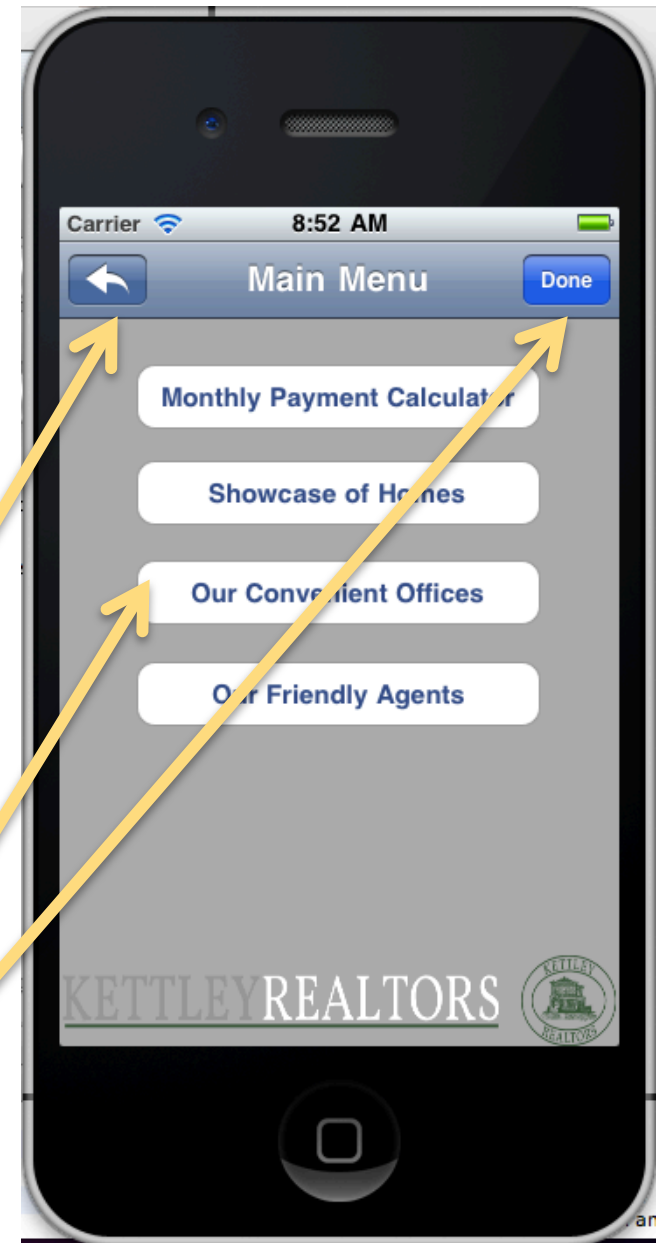 Carrier 8:52 AM
Main Menu Done
Monthly Payment Calculator
Showcase of Homes
Our Convenient Offices
Our Friendly Agents
KETTLEYREALTORS
KETTLEY
REALTORS
an